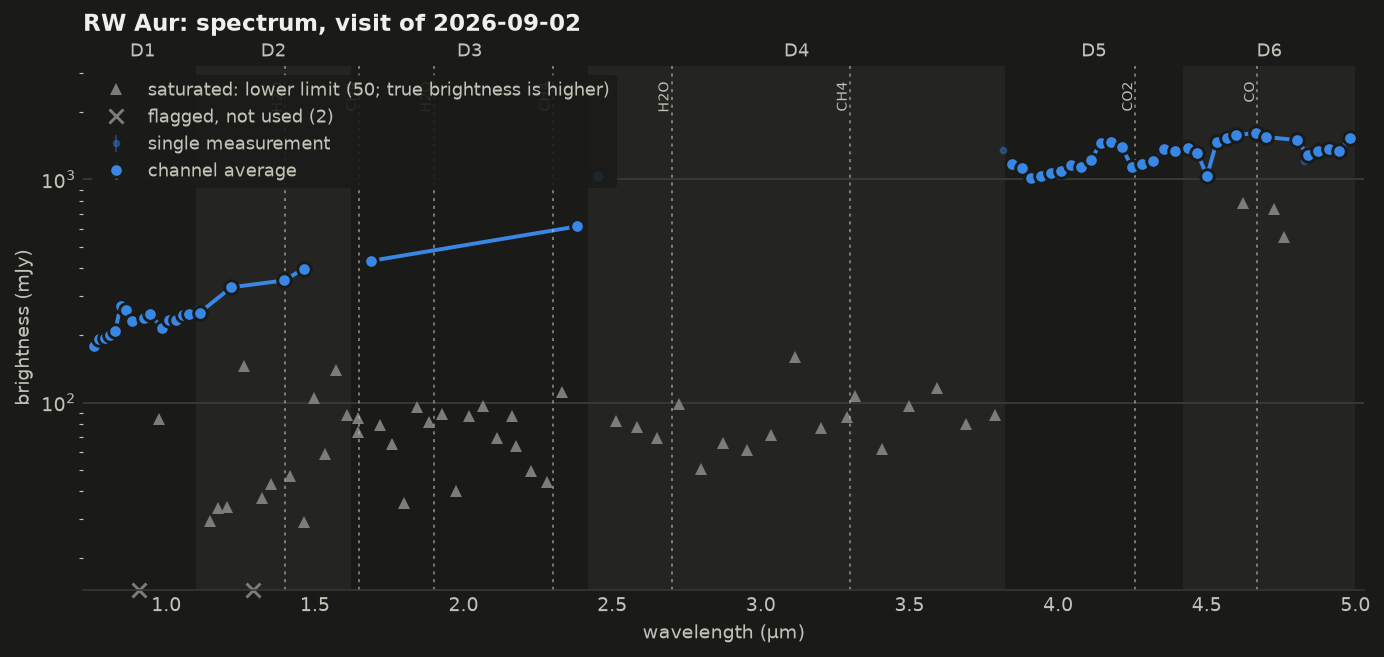 RW Aur: spectrum, visit of 2026-09-02
D1 D2 D3 D4 D5 D6
saturated: lower limit (50; true brightness is higher)
flagged, not used (2)
single measurement
channel average
H2O CH4 CO2 CO
brightness (mJy)
10³
10²
1.0 1.5 2.0 2.5 3.0 3.5 4.0 4.5 5.0
wavelength (µm)